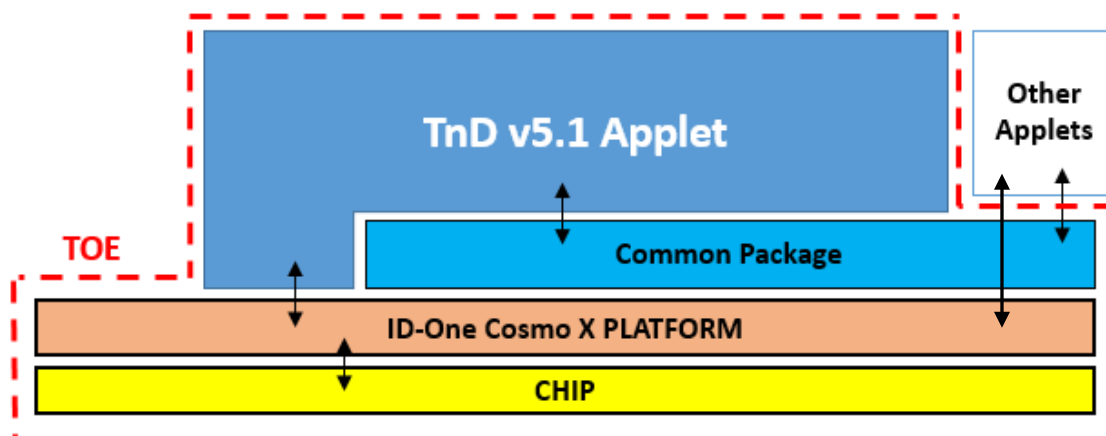 TnD v5.1 Applet
Other
Applets
TOE
Common Package
ID-One Cosmo X PLATFORM
CHIP